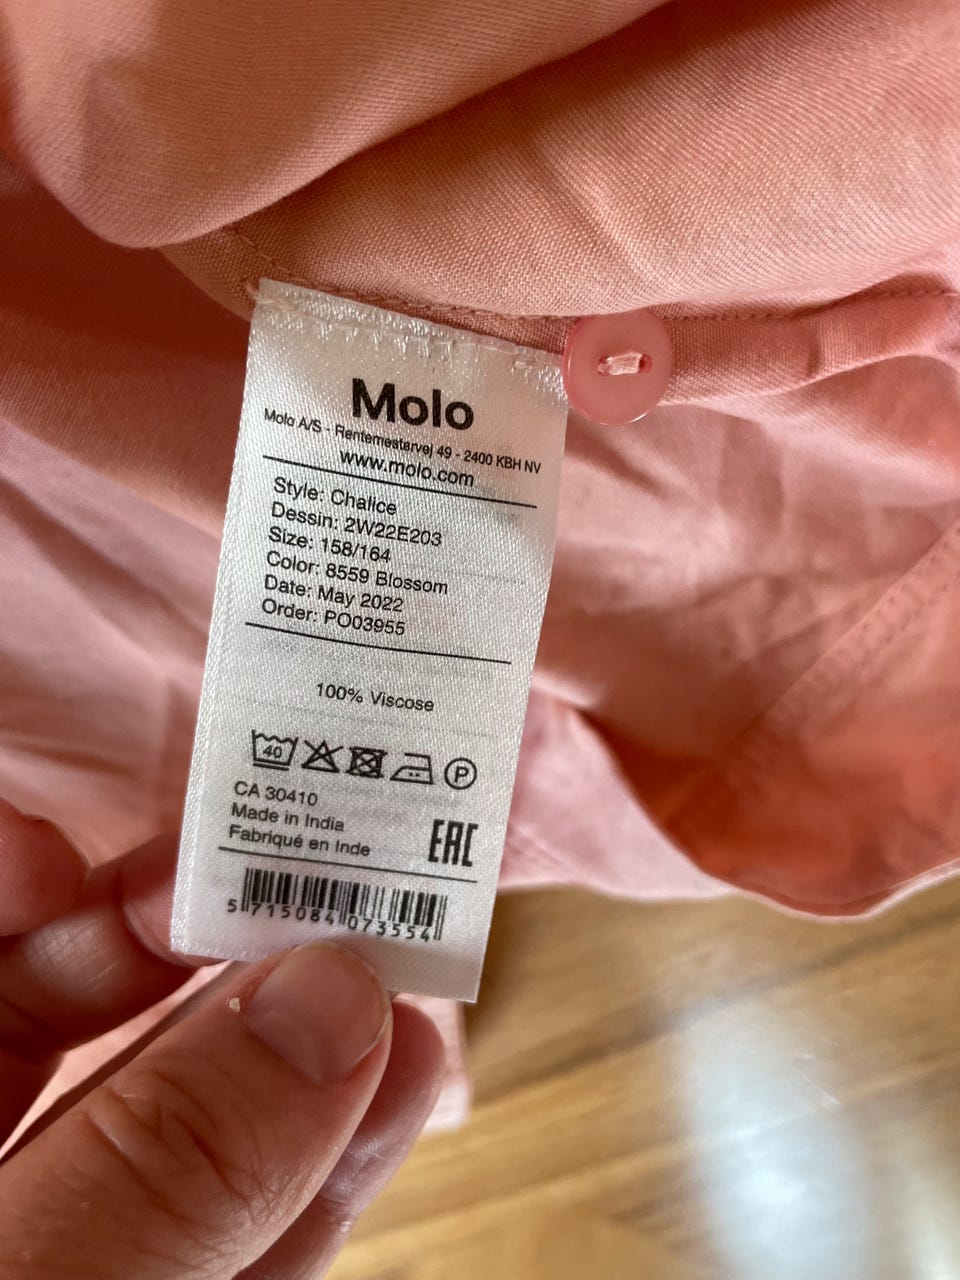 Molo
Molo A/S - Rentemestervej 49 - 2400 KBH NV
www.molo.com
Style: Chalice
Dessin: 2W22E203
Size: 158/164
Color: 8559 Blossom
Date: May 2022
Order: PO03955
100% Viscose
40 P
CA 30410
Made in India
Fabriqué en Inde
EAC
5 715084 073554